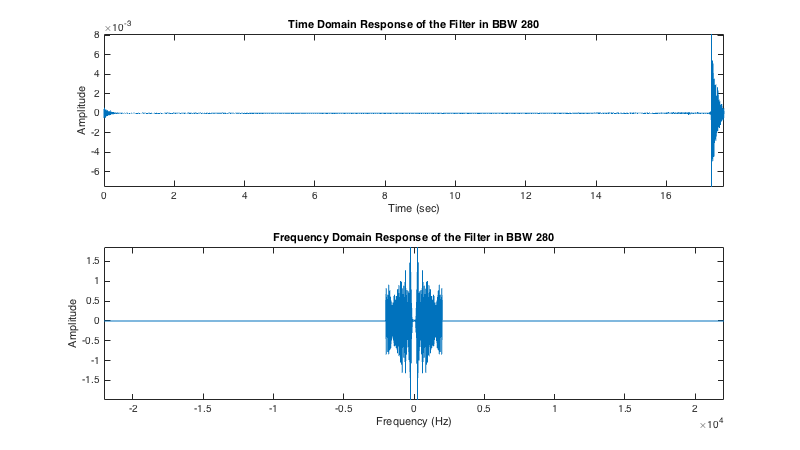 Time Domain Response of the Filter in BBW 280
×10⁻³
8
6
4
2
0
-2
-4
-6
Amplitude
0 2 4 6 8 10 12 14 16
Time (sec)
Frequency Domain Response of the Filter in BBW 280
1.5
1
0.5
0
-0.5
-1
-1.5
Amplitude
-2 -1.5 -1 -0.5 0 0.5 1 1.5 2
×10⁴
Frequency (Hz)